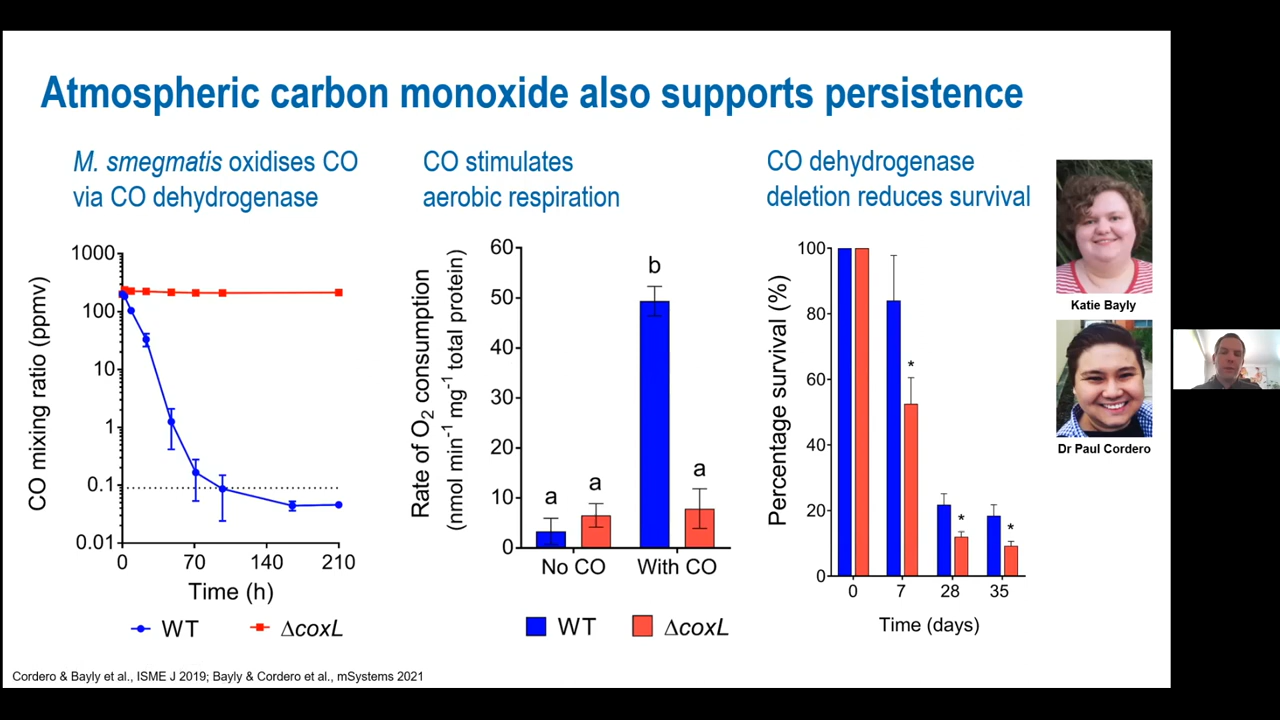 Atmospheric carbon monoxide also supports persistence
M. smegmatis oxidises CO
via CO dehydrogenase
CO mixing ratio (ppmv)
1000
100
10
1
0.1
0.01
0 70 140 210
Time (h)
WT ΔcoxL
CO stimulates
aerobic respiration
Rate of O2 consumption
(nmol min-1 mg-1 total protein)
60
50
40
30
20
10
0
a a b a
No CO With CO
WT ΔcoxL
CO dehydrogenase
deletion reduces survival
Percentage survival (%)
100
80
60
40
20
0
* * *
0 7 28 35
Time (days)
Katie Bayly
Dr Paul Cordero
Cordero & Bayly et al., ISME J 2019; Bayly & Cordero et al., mSystems 2021